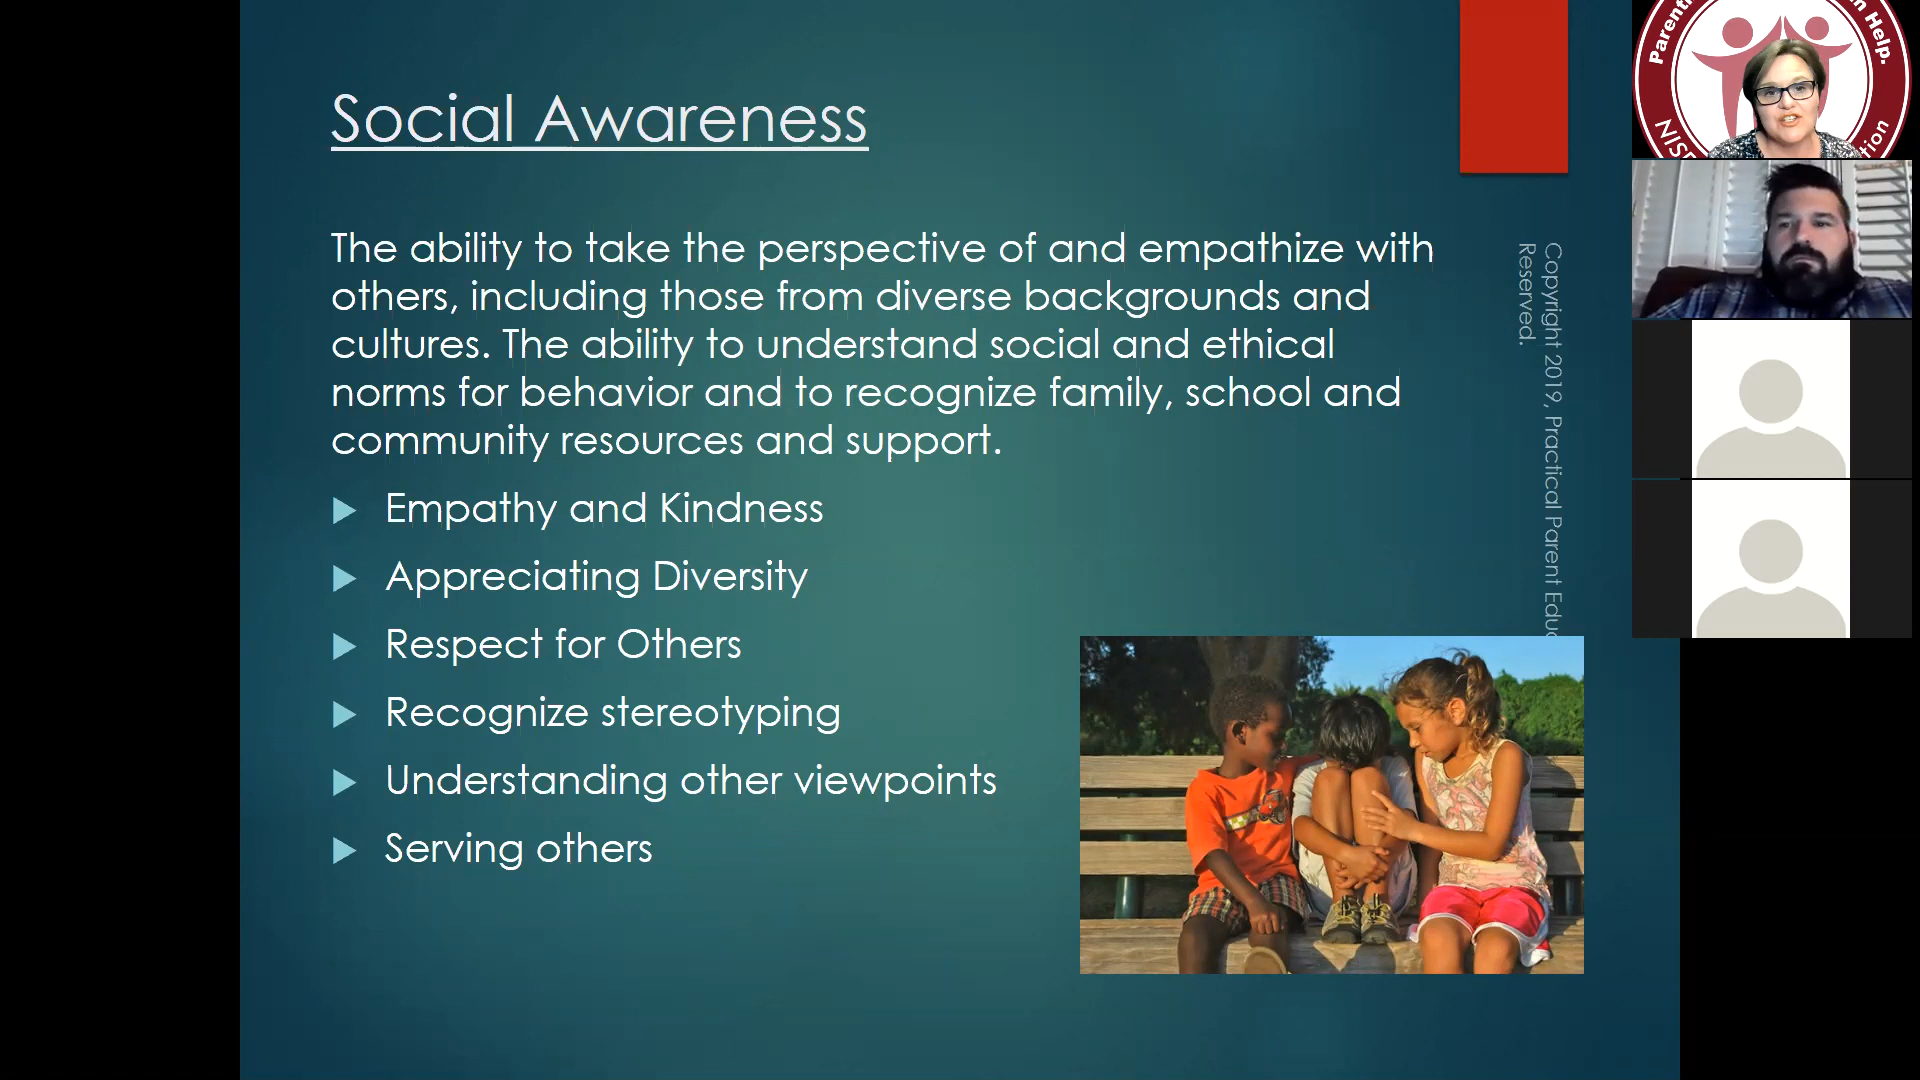 Social Awareness
The ability to take the perspective of and empathize with
others, including those from diverse backgrounds and
cultures. The ability to understand social and ethical
norms for behavior and to recognize family, school and
community resources and support.
Empathy and Kindness
Appreciating Diversity
Respect for Others
Recognize stereotyping
Understanding other viewpoints
Serving others
Copyright 2019, Practical Parent
Reserved.
Help.